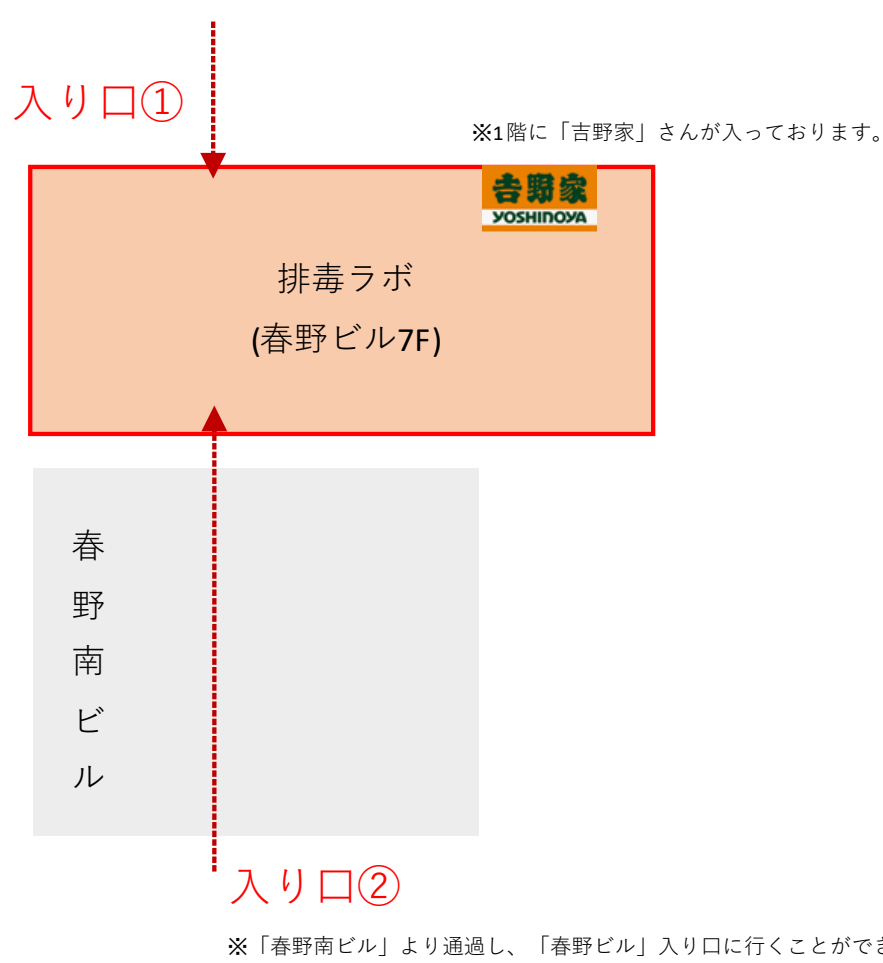 入り口①
※1階に「吉野家」さんが入っております。
吉野家
YOSHINOYA
排毒ラボ
(春野ビル7F)
春野南ビル
入り口②
※「春野南ビル」より通過し、「春野ビル」入り口に行くことができ